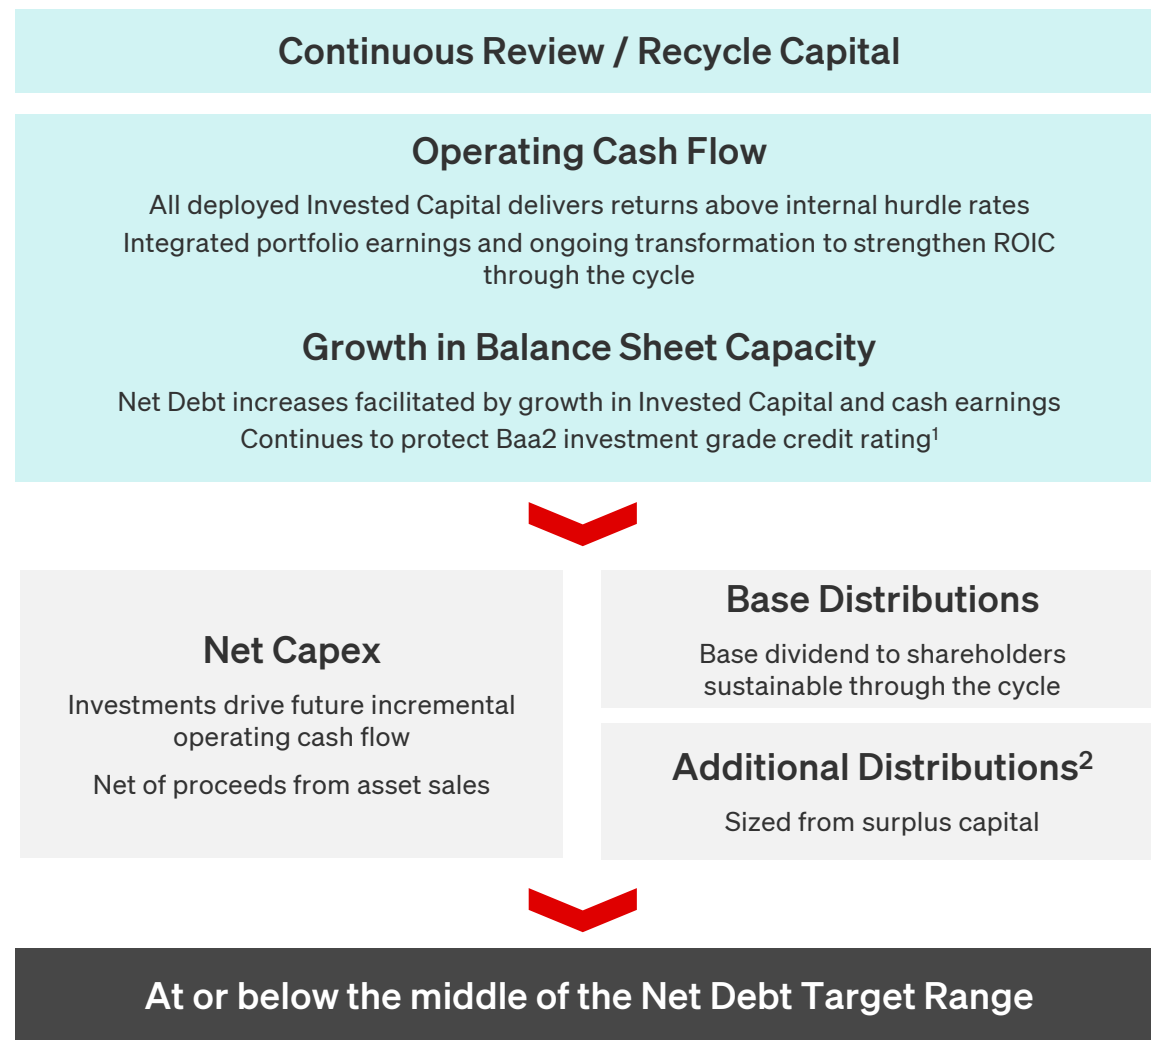 Continuous Review / Recycle Capital
Operating Cash Flow
All deployed Invested Capital delivers returns above internal hurdle rates
Integrated portfolio earnings and ongoing transformation to strengthen ROIC
through the cycle
Growth in Balance Sheet Capacity
Net Debt increases facilitated by growth in Invested Capital and cash earnings
Continues to protect Baa2 investment grade credit rating¹
Net Capex
Investments drive future incremental
operating cash flow
Net of proceeds from asset sales
Base Distributions
Base dividend to shareholders
sustainable through the cycle
Additional Distributions²
Sized from surplus capital
At or below the middle of the Net Debt Target Range